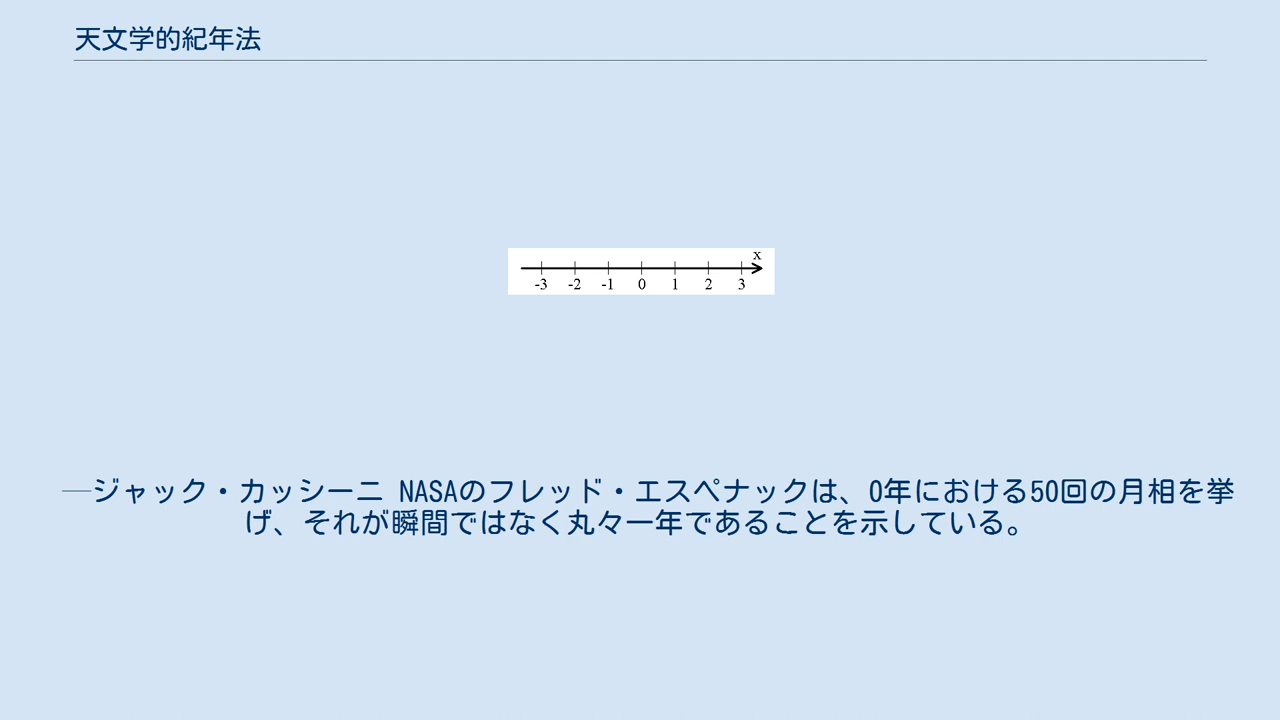 天文学的紀年法
x
-3 -2 -1 0 1 2 3
―ジャック・カッシーニ NASAのフレッド・エスペナックは、0年における50回の月相を挙
げ、それが瞬間ではなく丸々一年であることを示している。